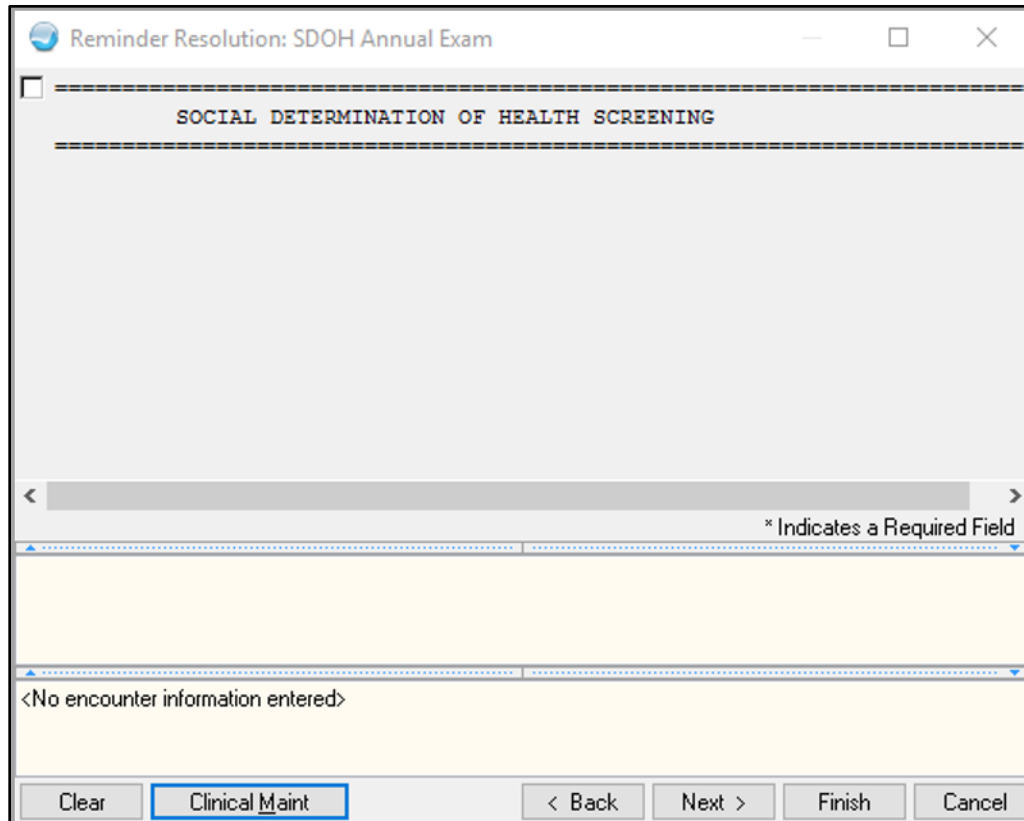 Reminder Resolution: SDOH Annual Exam
========================================================================
SOCIAL DETERMINATION OF HEALTH SCREENING
========================================================================
* Indicates a Required Field
<No encounter information entered>
Clear Clinical Maint < Back Next > Finish Cancel